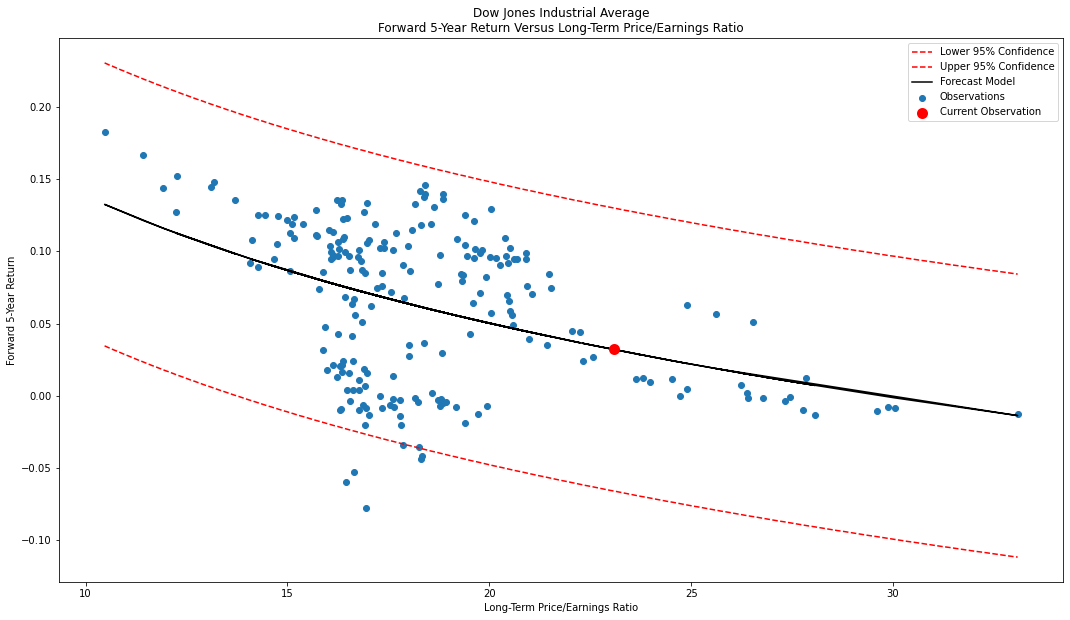 Dow Jones Industrial Average
Forward 5-Year Return Versus Long-Term Price/Earnings Ratio
Lower 95% Confidence
Upper 95% Confidence
Forecast Model
Observations
Current Observation
Forward 5-Year Return
0.20
0.15
0.10
0.05
0.00
−0.05
−0.10
10 15 20 25 30
Long-Term Price/Earnings Ratio